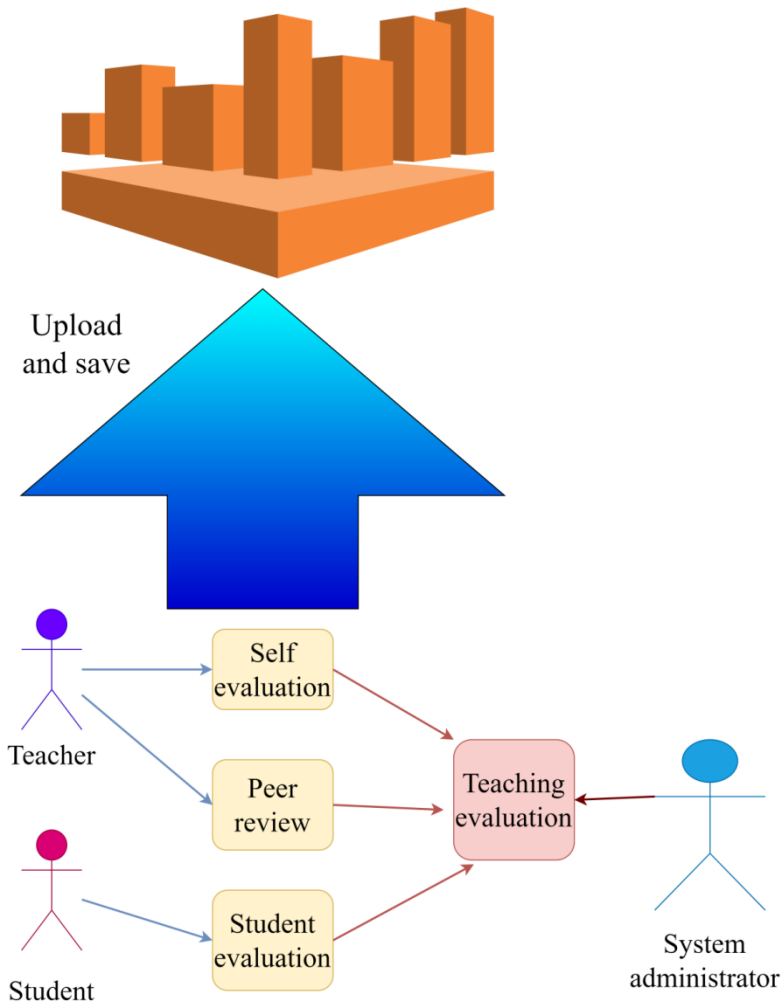 Upload
and save
Self
evaluation
Teacher
Peer
review
Teaching
evaluation
Student
evaluation
System
administrator
Student